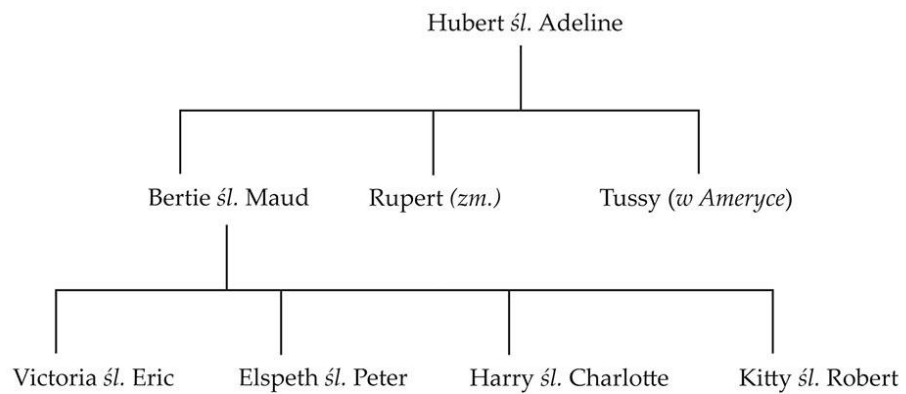 Hubert śl. Adeline
Bertie śl. Maud Rupert (zm.) Tussy (w Ameryce)
Victoria śl. Eric Elspeth śl. Peter Harry śl. Charlotte Kitty śl. Robert